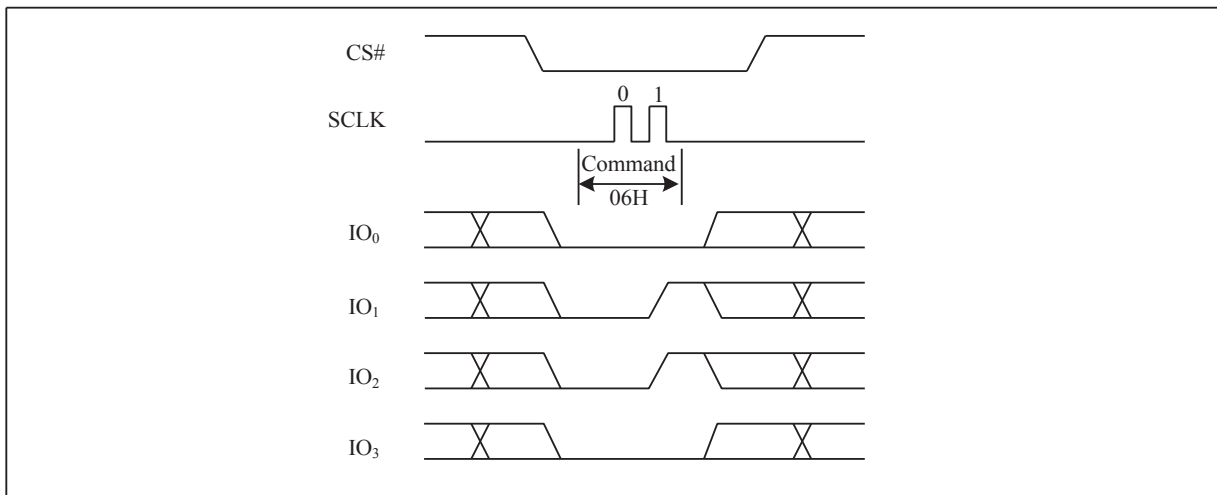 CS#
0 1
SCLK
Command
06H
IO₀
IO₁
IO₂
IO₃